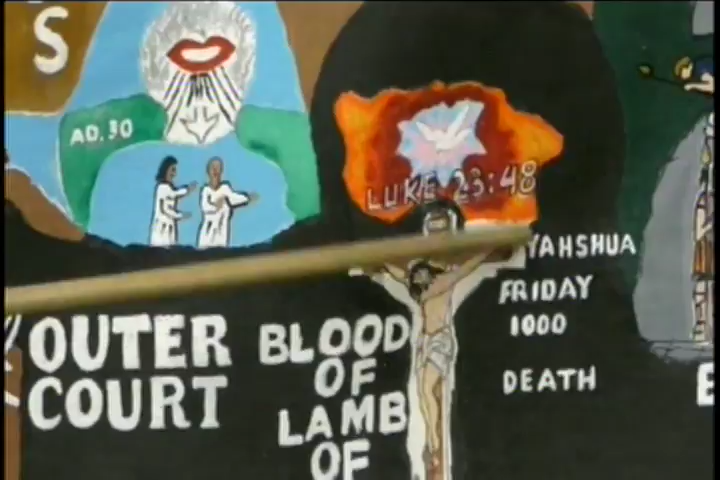 S
AD.30
LUKE 23:48
YAHSHUA
FRIDAY
1000
DEATH
OUTER
COURT
BLOOD
OF
LAMB
OF